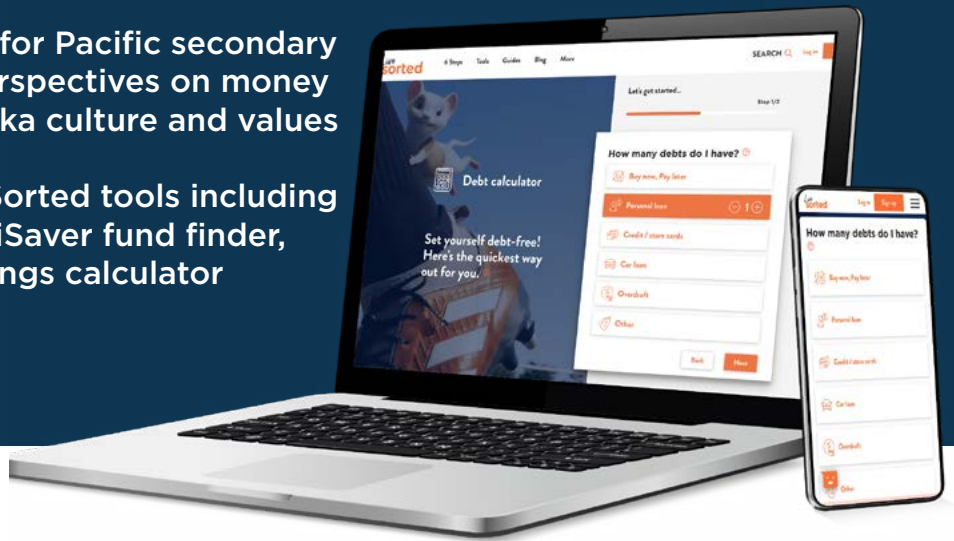 for Pacific secondary
rspectives on money
ka culture and values
Sorted tools including
iSaver fund finder,
ngs calculator
sorted
6 Steps Tools Guides Blog More
SEARCH
Log in
Let's get started...
Step 1/2
Debt calculator
Set yourself debt-free!
Here's the quickest way
out for you.
How many debts do I have?
Buy now, Pay later
Personal loan
1
Credit / store cards
Car loan
Overdraft
Other
Back Next
sorted
Log in Sign up
How many debts do I have?
Buy now, Pay later
Personal loan
Credit / store cards
Car loan
Overdraft
Other